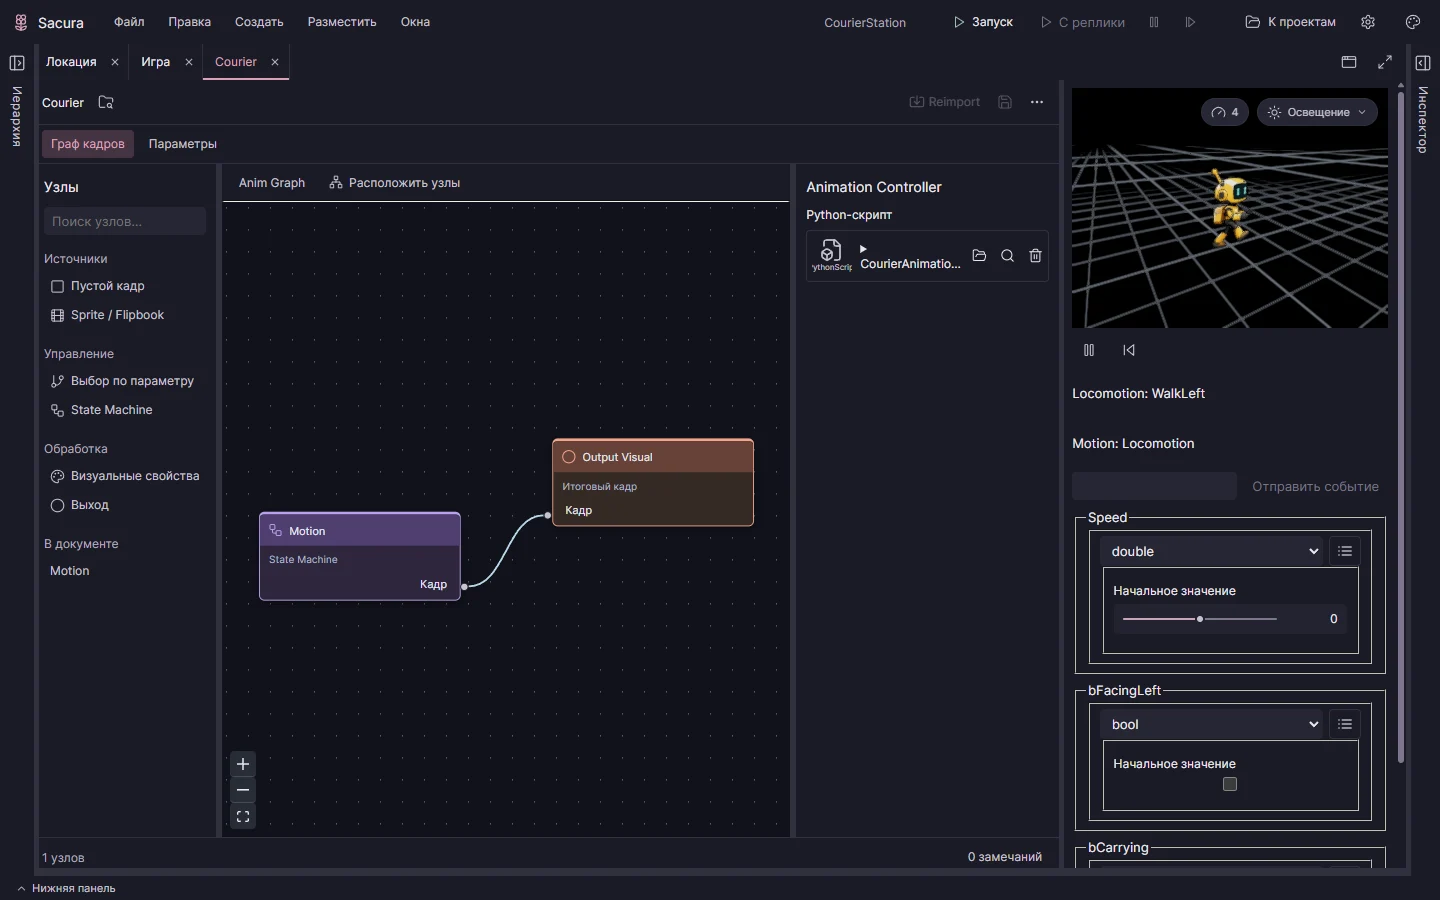 Sacura
Файл
Правка
Создать
Разместить
Окна
CourierStation
Запуск
С реплики
К проектам
Локация
Игра
Courier
Иерархия
Инспектор
Courier
Reimport
Граф кадров
Параметры
Узлы
Поиск узлов...
Источники
Пустой кадр
Sprite / Flipbook
Управление
Выбор по параметру
State Machine
Обработка
Визуальные свойства
Выход
В документе
Motion
Anim Graph
Расположить узлы
Output Visual
Итоговый кадр
Кадр
Motion
State Machine
Кадр
Animation Controller
Python-скрипт
ythonScrip
CourierAnimatio...
4
Освещение
Locomotion: WalkLeft
Motion: Locomotion
Отправить событие
Speed
double
Начальное значение
0
bFacingLeft
bool
Начальное значение
bCarrying
1 узлов
0 замечаний
Нижняя панель